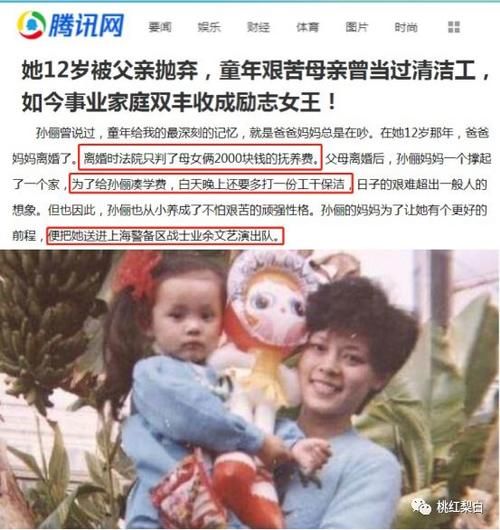 腾讯网 要闻 娱乐 财经 体育 图片 时尚
她12岁被父亲抛弃，童年艰苦母亲曾当过清洁工，
如今事业家庭双丰收成励志女王！
孙俪曾说过，童年给我的最深刻的记忆，就是爸爸妈妈总是在吵。在她12岁那年，爸爸
妈妈离婚了。离婚时法院只判了母女俩2000块钱的抚养费。父母离婚后，孙俪妈妈一个撑起
了一个家，为了给孙俪凑学费，白天晚上还要多打一份工干保洁，日子的艰难超出一般人的
想象。但也因此，孙俪也从小养成了不怕艰苦的顽强性格。孙俪的妈妈为了让她有个更好的
前程，便把她送进上海警备区战士业余文艺演出队。
桃红梨白